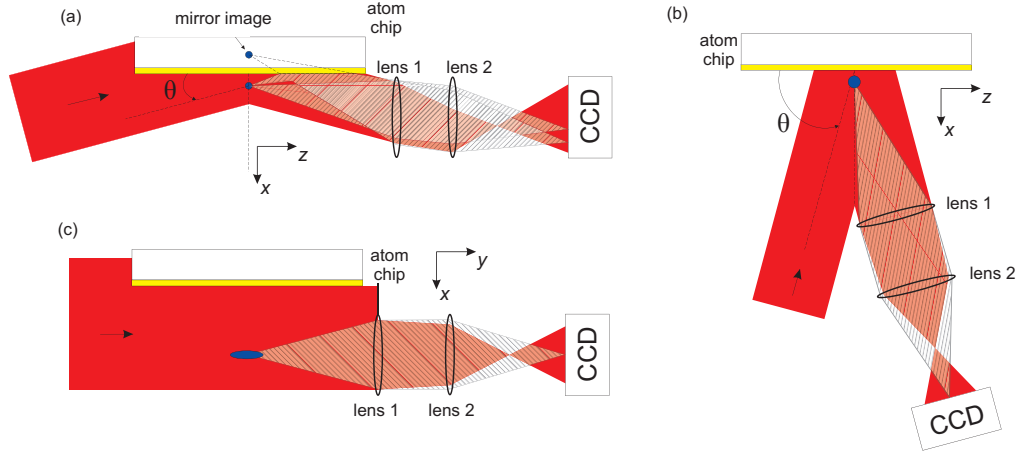 (a)
mirror image
atom
chip
lens 1
lens 2
θ
CCD
z
x
(b)
atom
chip
θ
z
x
lens 1
lens 2
CCD
(c)
atom
chip
y
x
CCD
lens 1
lens 2